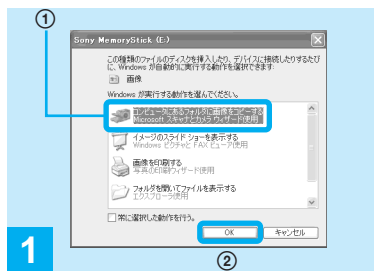 ①
Sony MemoryStick (E:)
この種類のファイルのディスクを挿入したり、デバイスに接続したりするたび
に、Windows が自動的に実行する動作を選択できます:
画像
Windows が実行する動作を選んでください。
コンピュータにあるフォルダに画像をコピーする
Microsoft スキャナとカメラ ウィザード使用
イメージのスライド ショーを表示する
Windows ピクチャと FAX ビューア使用
画像を印刷する
写真の印刷ウィザード使用
フォルダを開いてファイルを表示する
エクスプローラ使用
常に選択した動作を行う。
OK
キャンセル
1
②